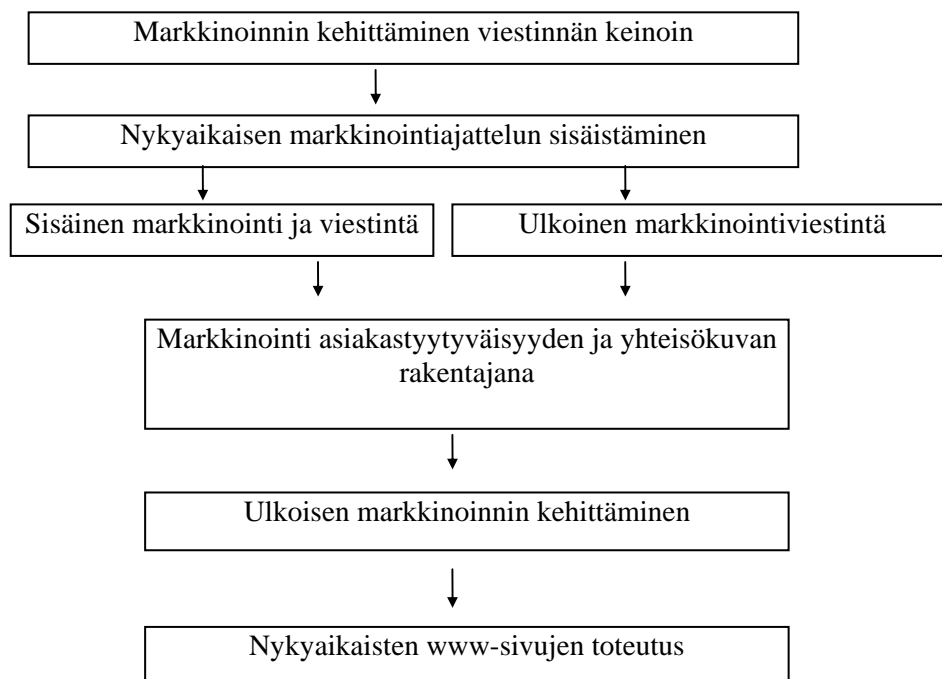 Markkinoinnin kehittäminen viestinnän keinoin
Nykyaikaisen markkinointiajattelun sisäistäminen
Sisäinen markkinointi ja viestintä
Ulkoinen markkinointiviestintä
Markkinointi asiakastyytyväisyyden ja yhteisökuvan
rakentajana
Ulkoisen markkinoinnin kehittäminen
Nykyaikaisten www-sivujen toteutus